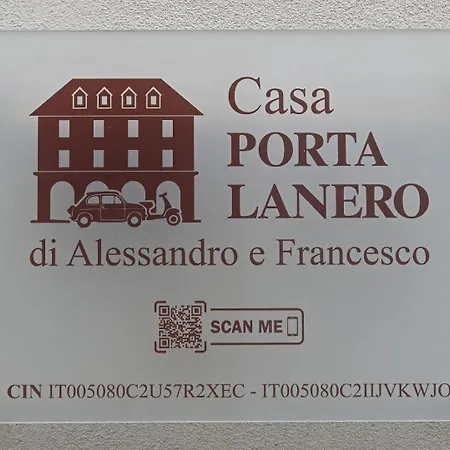 Casa
PORTA
LANERO
di Alessandro e Francesco
SCAN ME
CIN IT005080C2U57R2XEC - IT005080C2IIJVKWJO